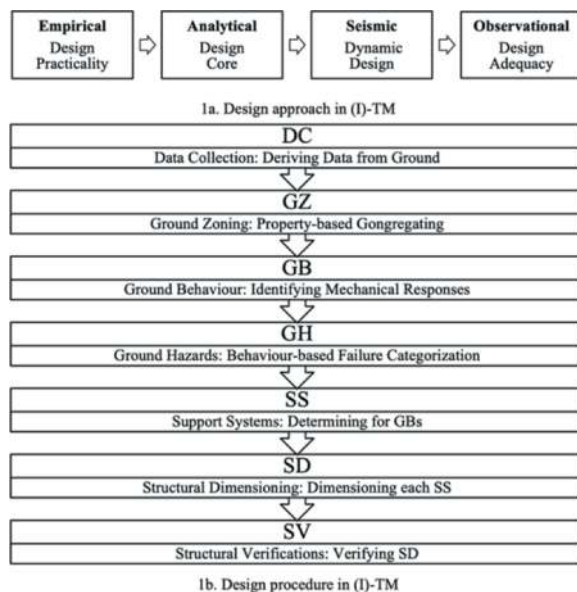 Empirical
Design
Practicality
Analytical
Design
Core
Seismic
Dynamic
Design
Observational
Design
Adequacy
1a. Design approach in (I)-TM
DC
Data Collection: Deriving Data from Ground
GZ
Ground Zoning: Property-based Gongregating
GB
Ground Behaviour: Identifying Mechanical Responses
GH
Ground Hazards: Behaviour-based Failure Categorization
SS
Support Systems: Determining for GBs
SD
Structural Dimensioning: Dimensioning each SS
SV
Structural Verifications: Verifying SD
1b. Design procedure in (I)-TM